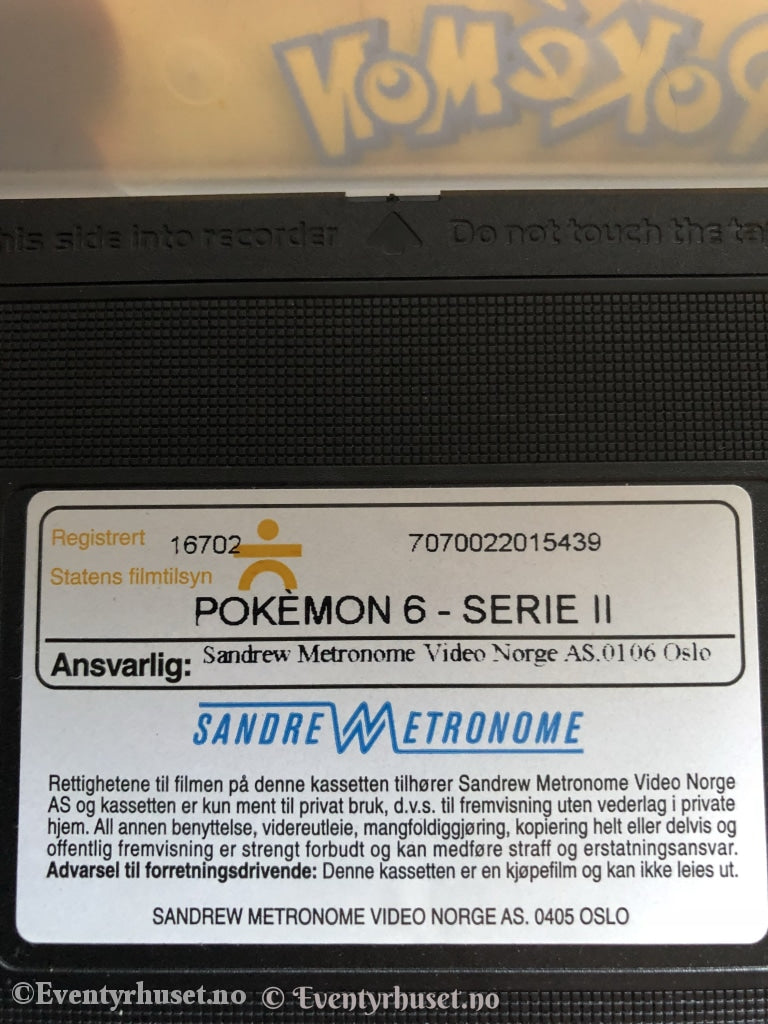 POKéMON
his side into recorder
Do not touch the ta
Registrert 16702 7070022015439
Statens filmtilsyn
POKÈMON 6 - SERIE II
Ansvarlig: Sandrew Metronome Video Norge AS.0106 Oslo
SANDREWMETRONOME
Rettighetene til filmen på denne kassetten tilhører Sandrew Metronome Video Norge
AS og kassetten er kun ment til privat bruk, d.v.s. til fremvisning uten vederlag i private
hjem. All annen benyttelse, videreutleie, mangfoldiggjøring, kopiering helt eller delvis og
offentlig fremvisning er strengt forbudt og kan medføre straff og erstatningsansvar.
Advarsel til forretningsdrivende: Denne kassetten er en kjøpefilm og kan ikke leies ut.
SANDREW METRONOME VIDEO NORGE AS. 0405 OSLO
©Eventyrhuset.no © Eventyrhuset.no